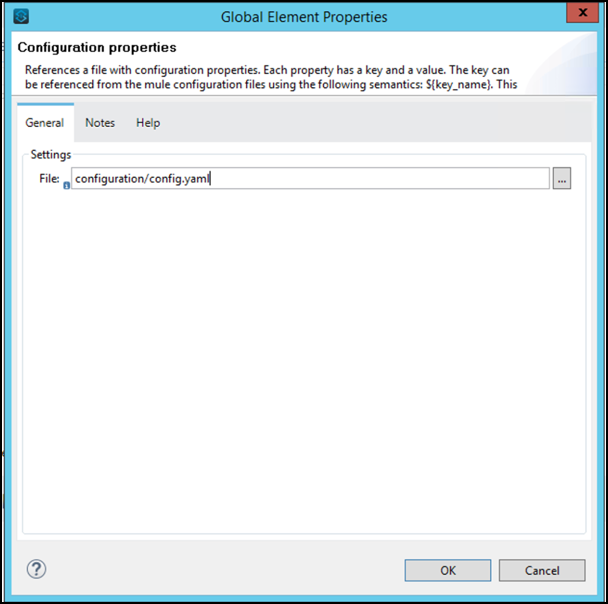 Global Element Properties
x
Configuration properties
References a file with configuration properties. Each property has a key and a value. The key can
be referenced from the mule configuration files using the following semantics: ${key_name}. This
General Notes Help
Settings
File: configuration/config.yaml ...
?
OK Cancel